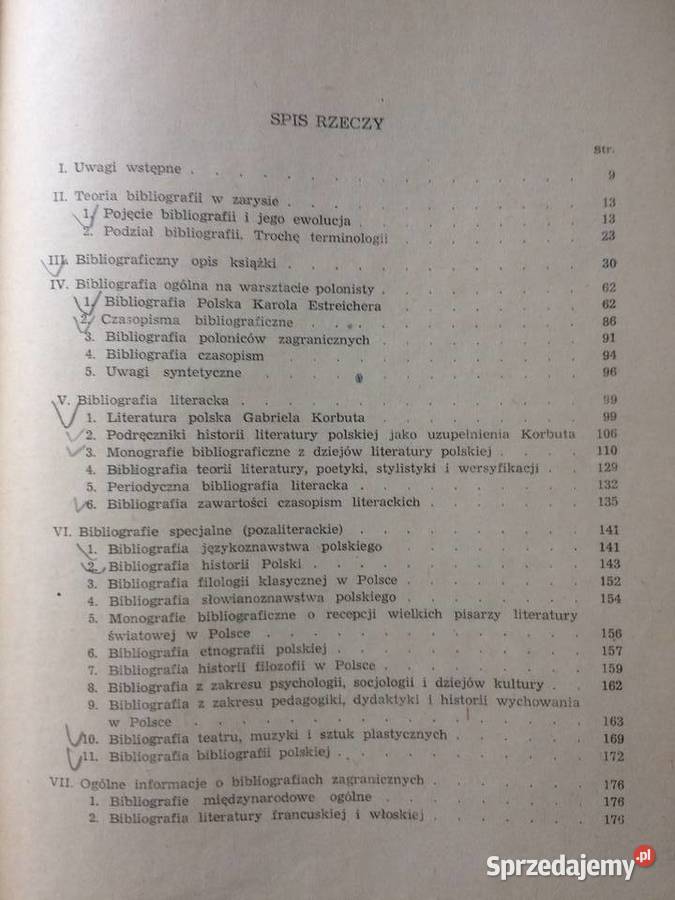 SPIS RZECZY
Str.
I. Uwagi wstępne . . . . . . . . . . . . 9
II. Teoria bibliografii w zarysie . . . . . . . . . . 13
1. Pojęcie bibliografii i jego ewolucja . . . . . . . . 13
2. Podział bibliografii. Trochę terminologii . . . . . . 23
III. Bibliograficzny opis książki . . . . . . . . . . 30
IV. Bibliografia ogólna na warsztacie polonisty . . . . . . . 62
1. Bibliografia Polska Karola Estreichera . . . . . . . 62
2. Czasopisma bibliograficzne . . . . . . . . . . 86
3. Bibliografia poloniców zagranicznych . . . . . . . 91
4. Bibliografia czasopism . . . . . . . . . . 94
5. Uwagi syntetyczne . . . . . . . . . . 96
V. Bibliografia literacka . . . . . . . . . . . 99
1. Literatura polska Gabriela Korbuta . . . . . . . 99
2. Podręczniki historii literatury polskiej jako uzupełnienia Korbuta 106
3. Monografie bibliograficzne z dziejów literatury polskiej . . . . 110
4. Bibliografia teorii literatury, poetyki, stylistyki i wersyfikacji . . 129
5. Periodyczna bibliografia literacka . . . . . . . . 132
6. Bibliografia zawartości czasopism literackich . . . . . . 135
VI. Bibliografie specjalne (pozaliterackie) . . . . . . . . 141
1. Bibliografia językoznawstwa polskiego . . . . . . . 141
2. Bibliografia historii Polski . . . . . . . . . 143
3. Bibliografia filologii klasycznej w Polsce . . . . . . . 152
4. Bibliografia słowianoznawstwa polskiego . . . . . . . 154
5. Monografie bibliograficzne o recepcji wielkich pisarzy literatury
światowej w Polsce . . . . . . . . . . . 156
6. Bibliografia etnografii polskiej . . . . . . . . . 157
7. Bibliografia historii filozofii w Polsce . . . . . . . . 159
8. Bibliografia z zakresu psychologii, socjologii i dziejów kultury . . 162
9. Bibliografia z zakresu pedagogiki, dydaktyki i historii wychowania
w Polsce . . . . . . . . . . . . . 163
10. Bibliografia teatru, muzyki i sztuk plastycznych . . . . . 169
11. Bibliografia bibliografii polskiej . . . . . . . . . 172
VII. Ogólne informacje o bibliografiach zagranicznych . . . . . . 176
1. Bibliografie międzynarodowe ogólne . . . . . . . . 176
2. Bibliografia literatury francuskiej i włoskiej . . . . . . 176
Sprzedajemy.pl